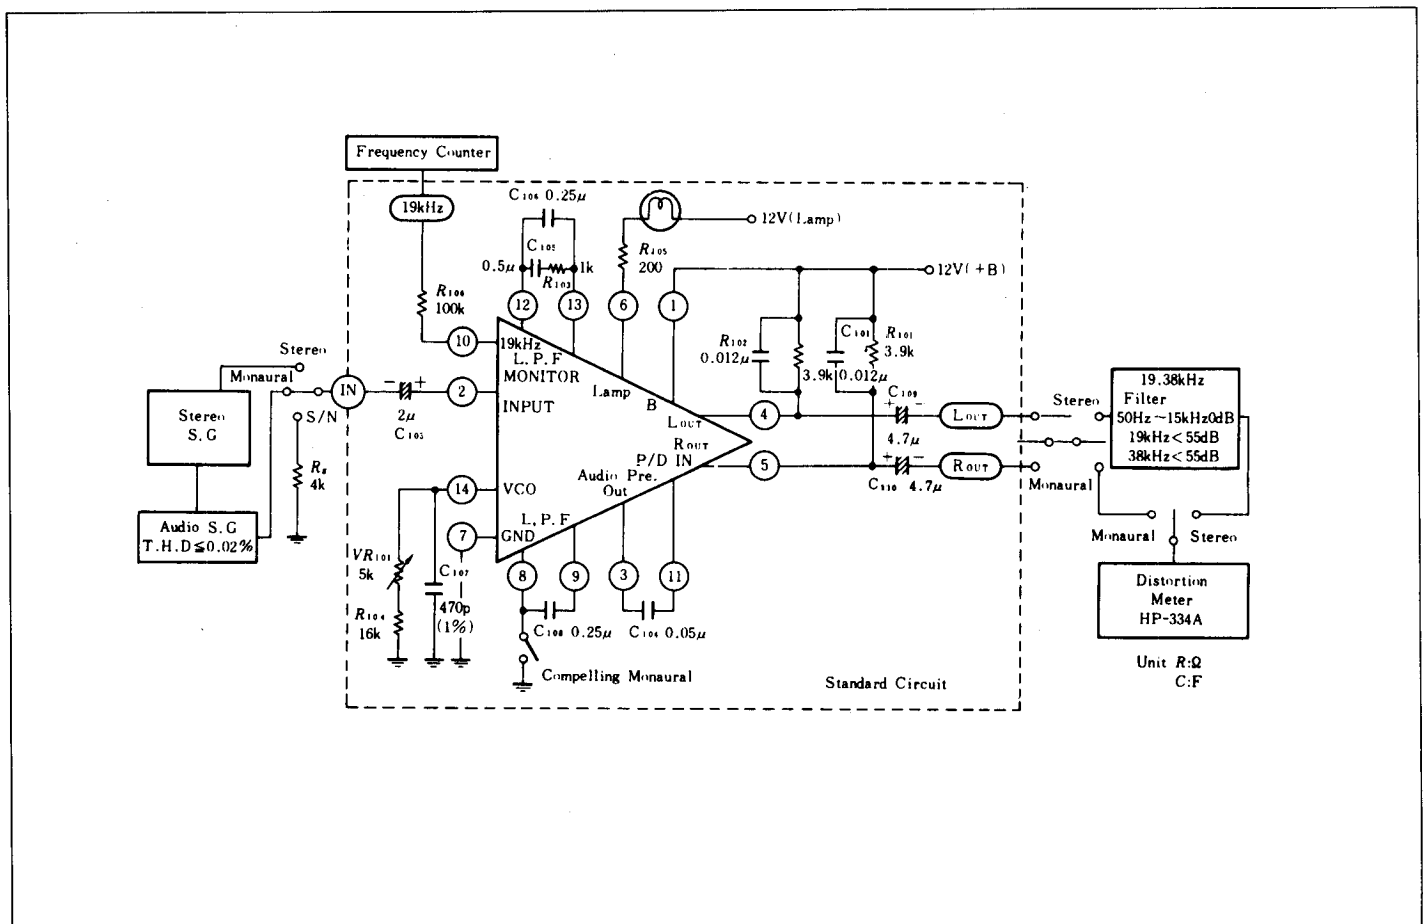 Frequency Counter
19kHz
C106 0.25μ
C105
0.5μ
1k
R103
R105
200
12V(Lamp)
12V(+B)
R106
100k
12
13
6
1
10
19kHz
L.P.F
MONITOR
Lamp
B
R102
0.012μ
3.9k
C101
0.012μ
R101
3.9k
Stereo
Monaural
S/N
IN
2μ
C103
2
INPUT
Stereo
S.G
Rg
4k
LOUT
4
C109
4.7μ
LOUT
ROUT
P/D IN
5
C110 4.7μ
ROUT
Stereo
Monaural
19.38kHz
Filter
50Hz~15kHz0dB
19kHz<55dB
38kHz<55dB
Audio Pre.
Out
14
VCO
L.P.F
7
GND
Audio S.G
T.H.D≦0.02%
VR101
5k
C107
470p
(1%)
R104
16k
8
9
3
11
C108 0.25μ
C104 0.05μ
Compelling Monaural
Standard Circuit
Monaural
Stereo
Distortion
Meter
HP-334A
Unit R:Ω
C:F